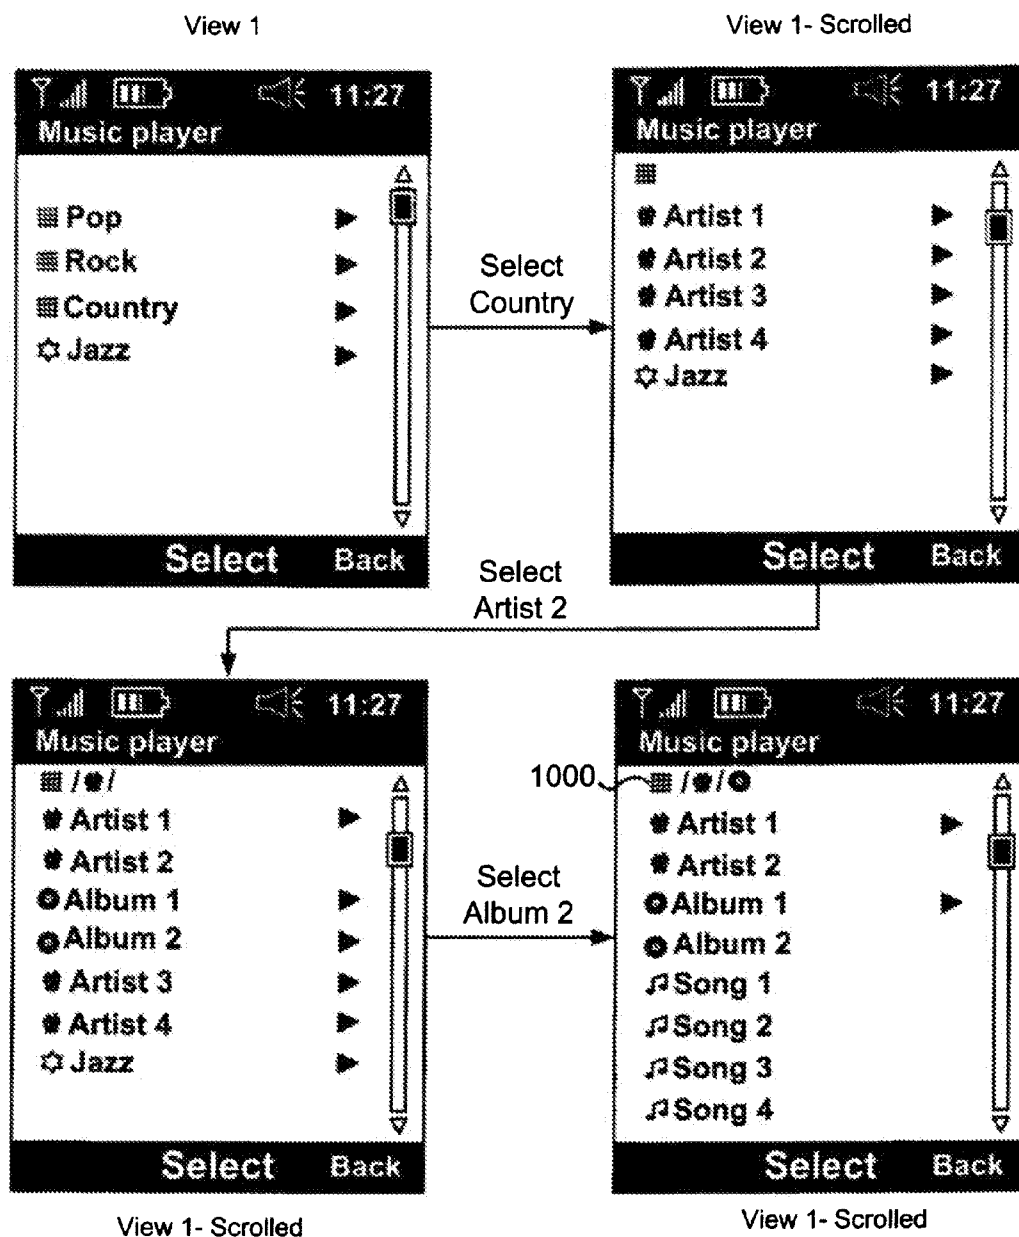 View 1
11:27
Music player
Pop
Rock
Country
Jazz
Select Back
Select
Country
View 1- Scrolled
11:27
Music player
Artist 1
Artist 2
Artist 3
Artist 4
Jazz
Select Back
Select
Artist 2
11:27
Music player
/ /
Artist 1
Artist 2
Album 1
Album 2
Artist 3
Artist 4
Jazz
Select Back
View 1- Scrolled
Select
Album 2
11:27
Music player
1000
/ /
Artist 1
Artist 2
Album 1
Album 2
Song 1
Song 2
Song 3
Song 4
Select Back
View 1- Scrolled